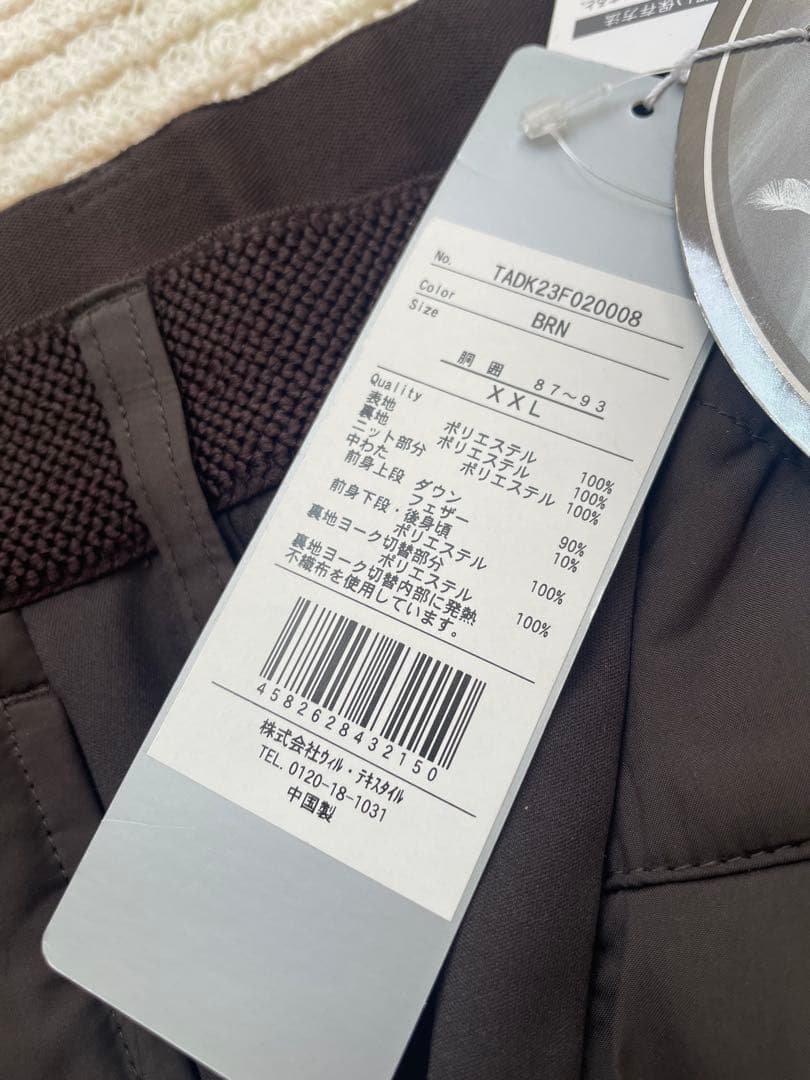 い保存方法
No. TADK23F020008
Color BRN
Size
胴囲 87〜93
XXL
Quality
表地 ポリエステル 100%
裏地 ポリエステル 100%
ニット部分 ポリエステル 100%
中わた
前身上段 ダウン 90%
フェザー 10%
前身下段・後身頃
ポリエステル 100%
裏地ヨーク切替部分
ポリエステル 100%
裏地ヨーク切替内部に発熱
不織布を使用しています。
4582628432150
株式会社ウィル・テキスタイル
TEL. 0120-18-1031
中国製